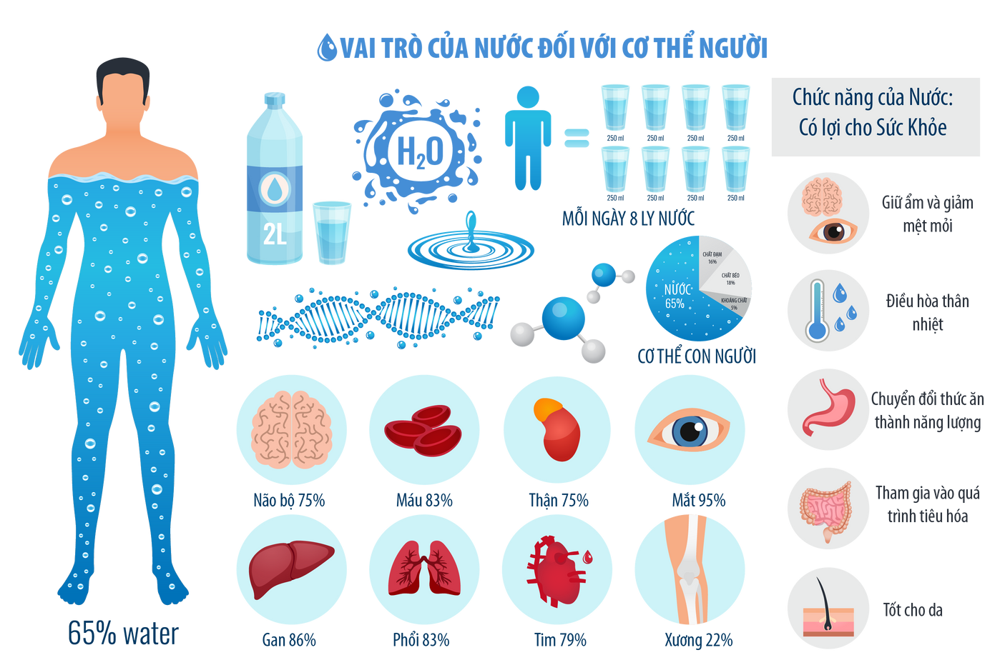 VAI TRÒ CỦA NƯỚC ĐỐI VỚI CƠ THỂ NGƯỜI
65% water
2L
H₂O
250 ml
250 ml
250 ml
250 ml
250 ml
250 ml
250 ml
250 ml
MỖI NGÀY 8 LY NƯỚC
CHẤT ĐẠM
16%
CHẤT BÉO
18%
KHOÁNG CHẤT
5%
NƯỚC
65%
CƠ THỂ CON NGƯỜI
Não bộ 75%
Máu 83%
Thận 75%
Mắt 95%
Gan 86%
Phổi 83%
Tim 79%
Xương 22%
Chức năng của Nước:
Có lợi cho Sức Khỏe
Giữ ẩm và giảm
mệt mỏi
Điều hòa thân
nhiệt
Chuyển đổi thức ăn
thành năng lượng
Tham gia vào quá
trình tiêu hóa
Tốt cho da